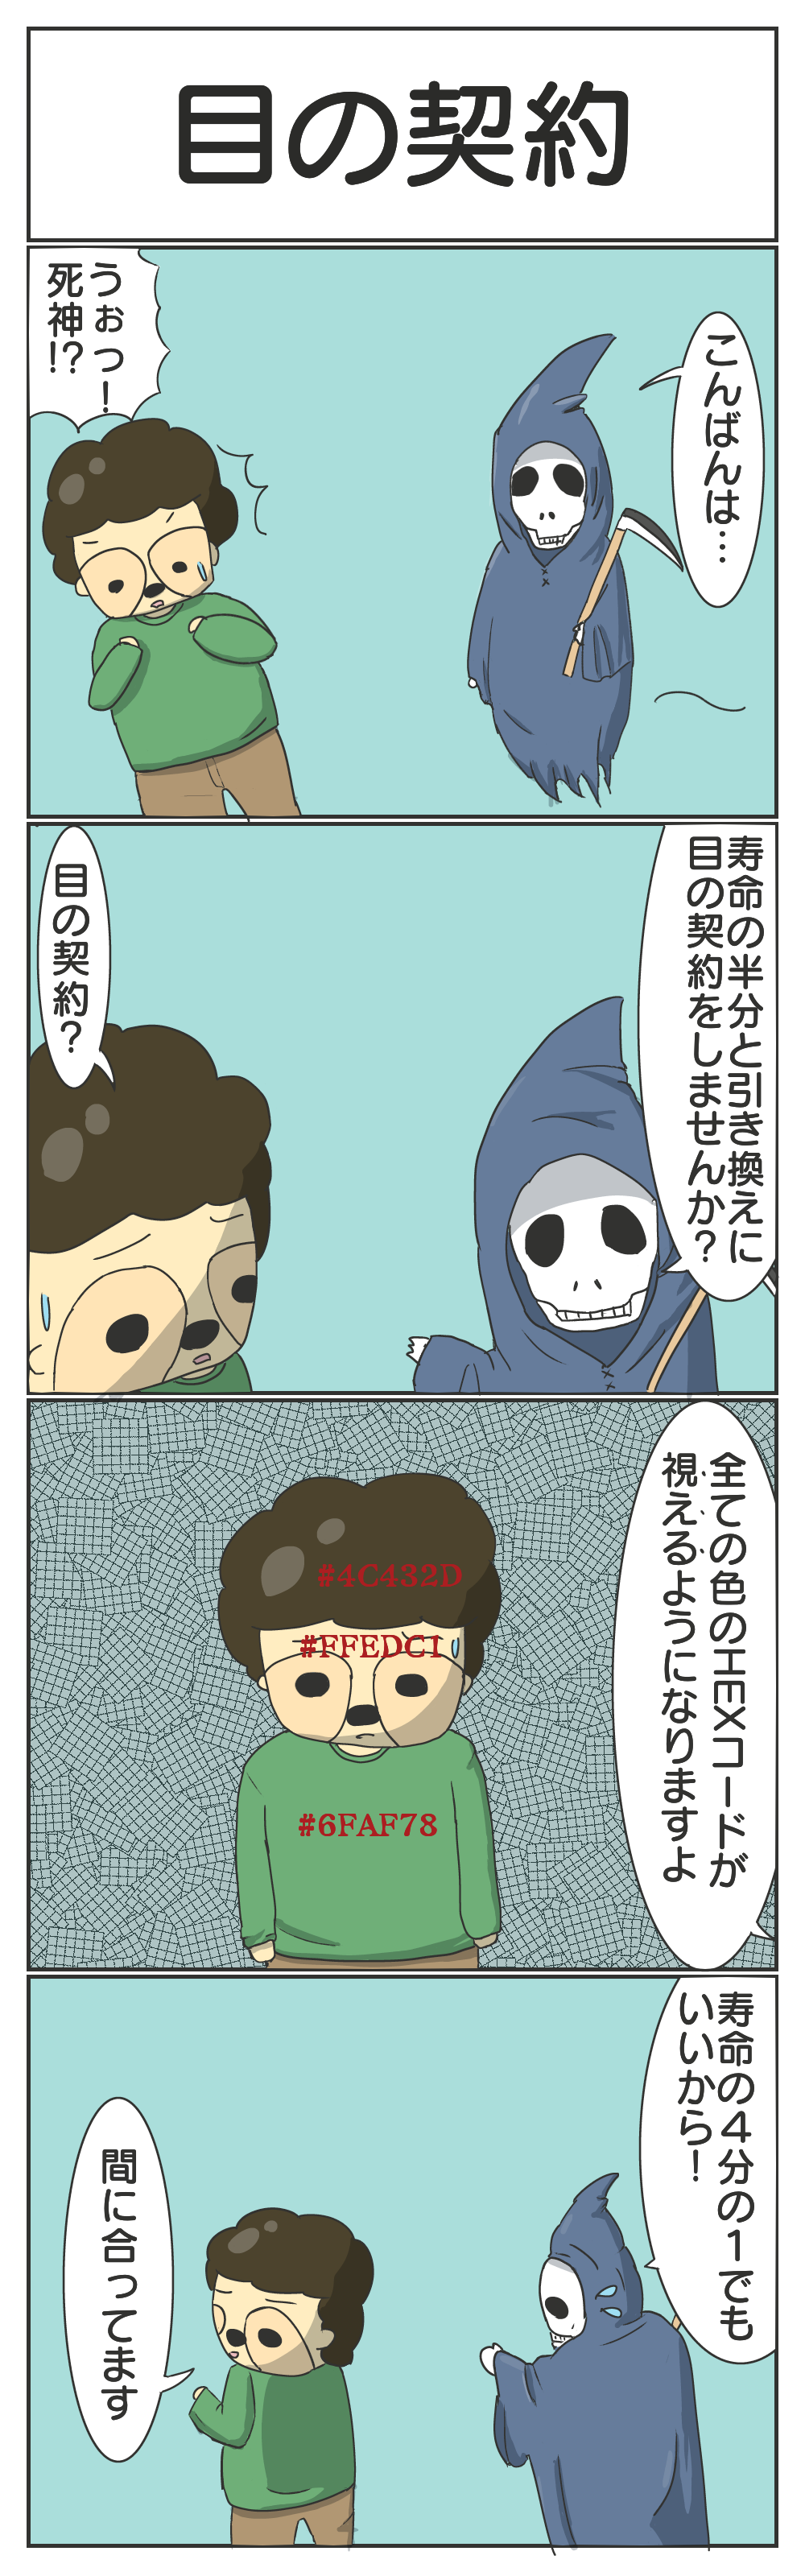 目の契約
こんばんは…
うぉっ！
死神！？
寿命の半分と引き換えに
目の契約をしませんか？
目の契約？
全ての色のHEXコードが
視えるようになりますよ
#4C432D
#FFEDC1
#6FAF78
寿命の4分の1でも
いいから！
間に合ってます